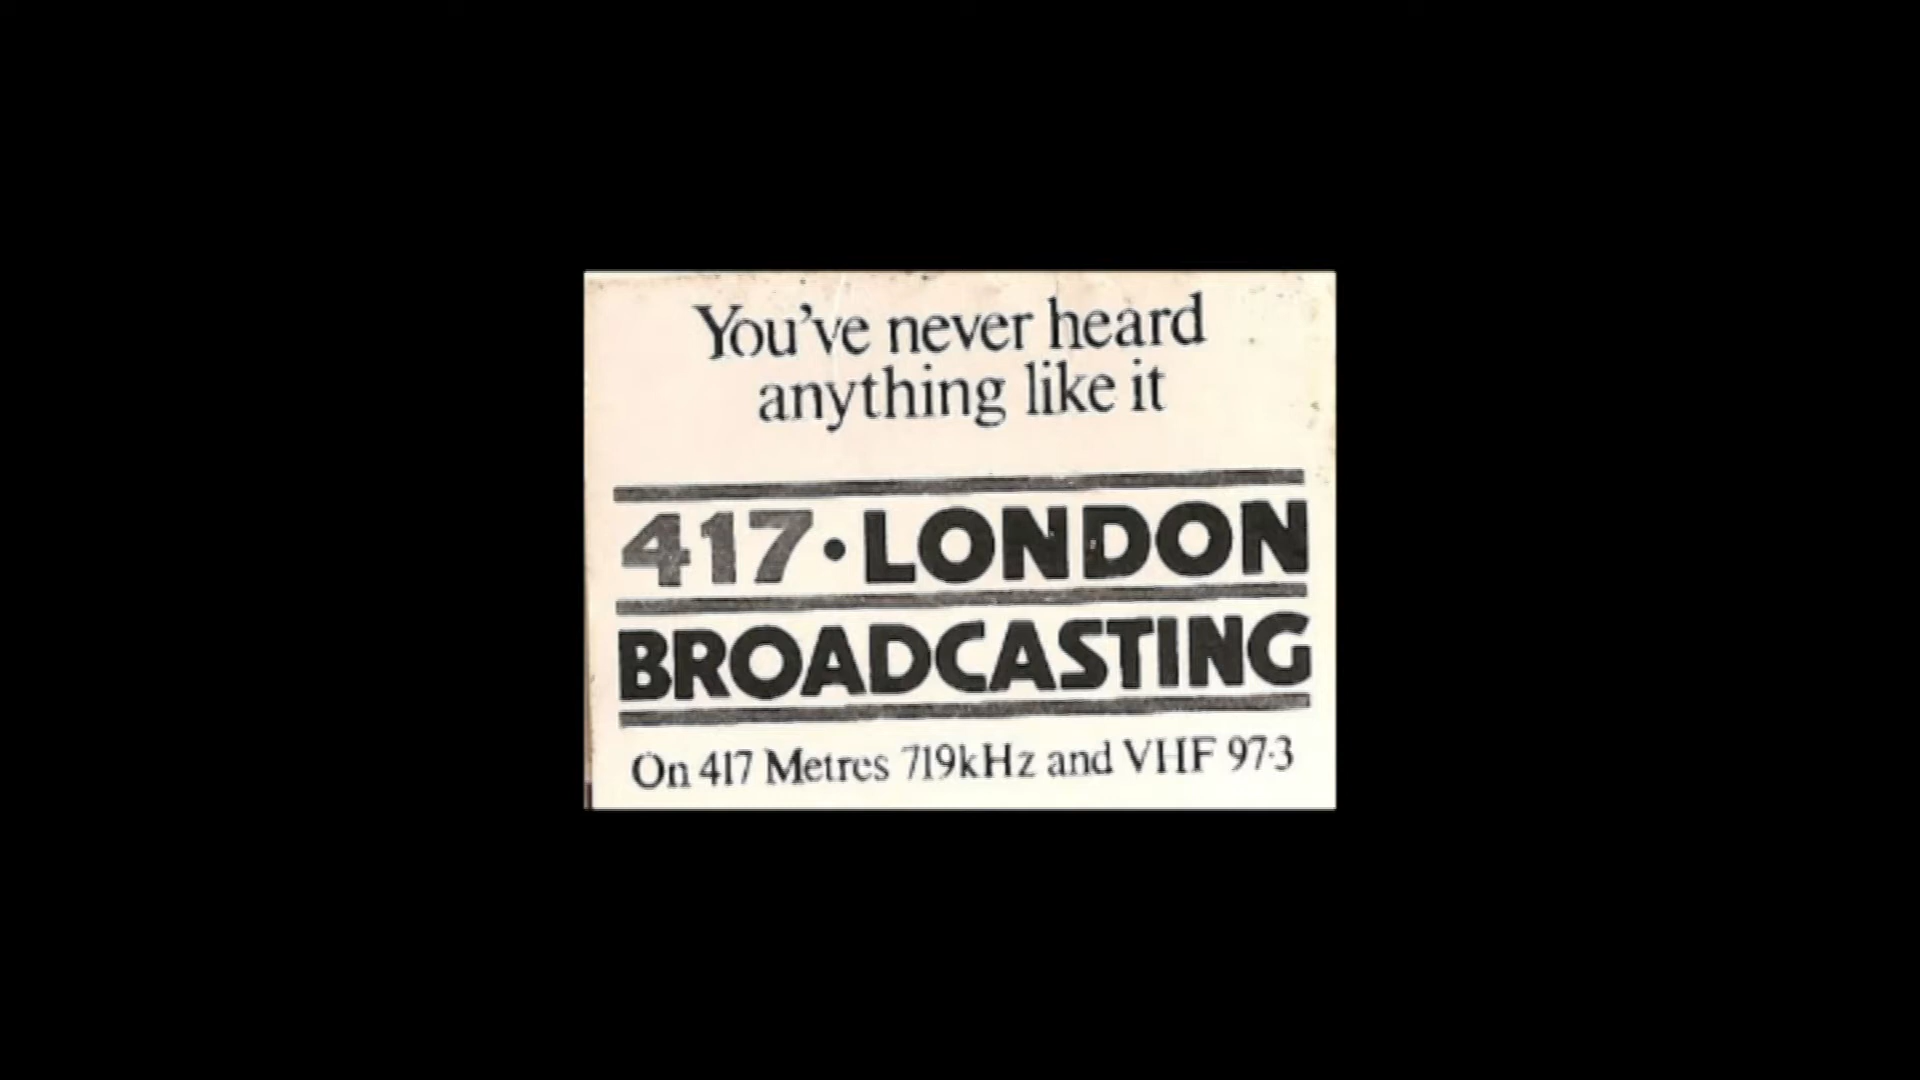 You've never heard
anything like it
417·LONDON
BROADCASTING
On 417 Metres 719kHz and VHF 97·3